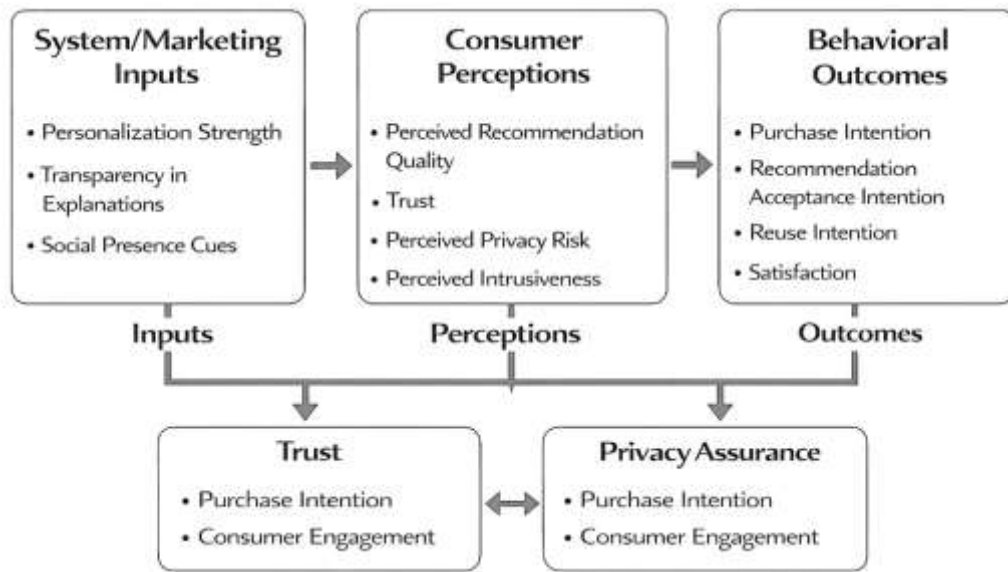 System/Marketing
Inputs
• Personalization Strength
• Transparency in
Explanations
• Social Presence Cues
Consumer
Perceptions
• Perceived Recommendation
Quality
• Trust
• Perceived Privacy Risk
• Perceived Intrusiveness
Behavioral
Outcomes
• Purchase Intention
• Recommendation
Acceptance Intention
• Reuse Intention
• Satisfaction
Inputs
Perceptions
Outcomes
Trust
• Purchase Intention
• Consumer Engagement
Privacy Assurance
• Purchase Intention
• Consumer Engagement